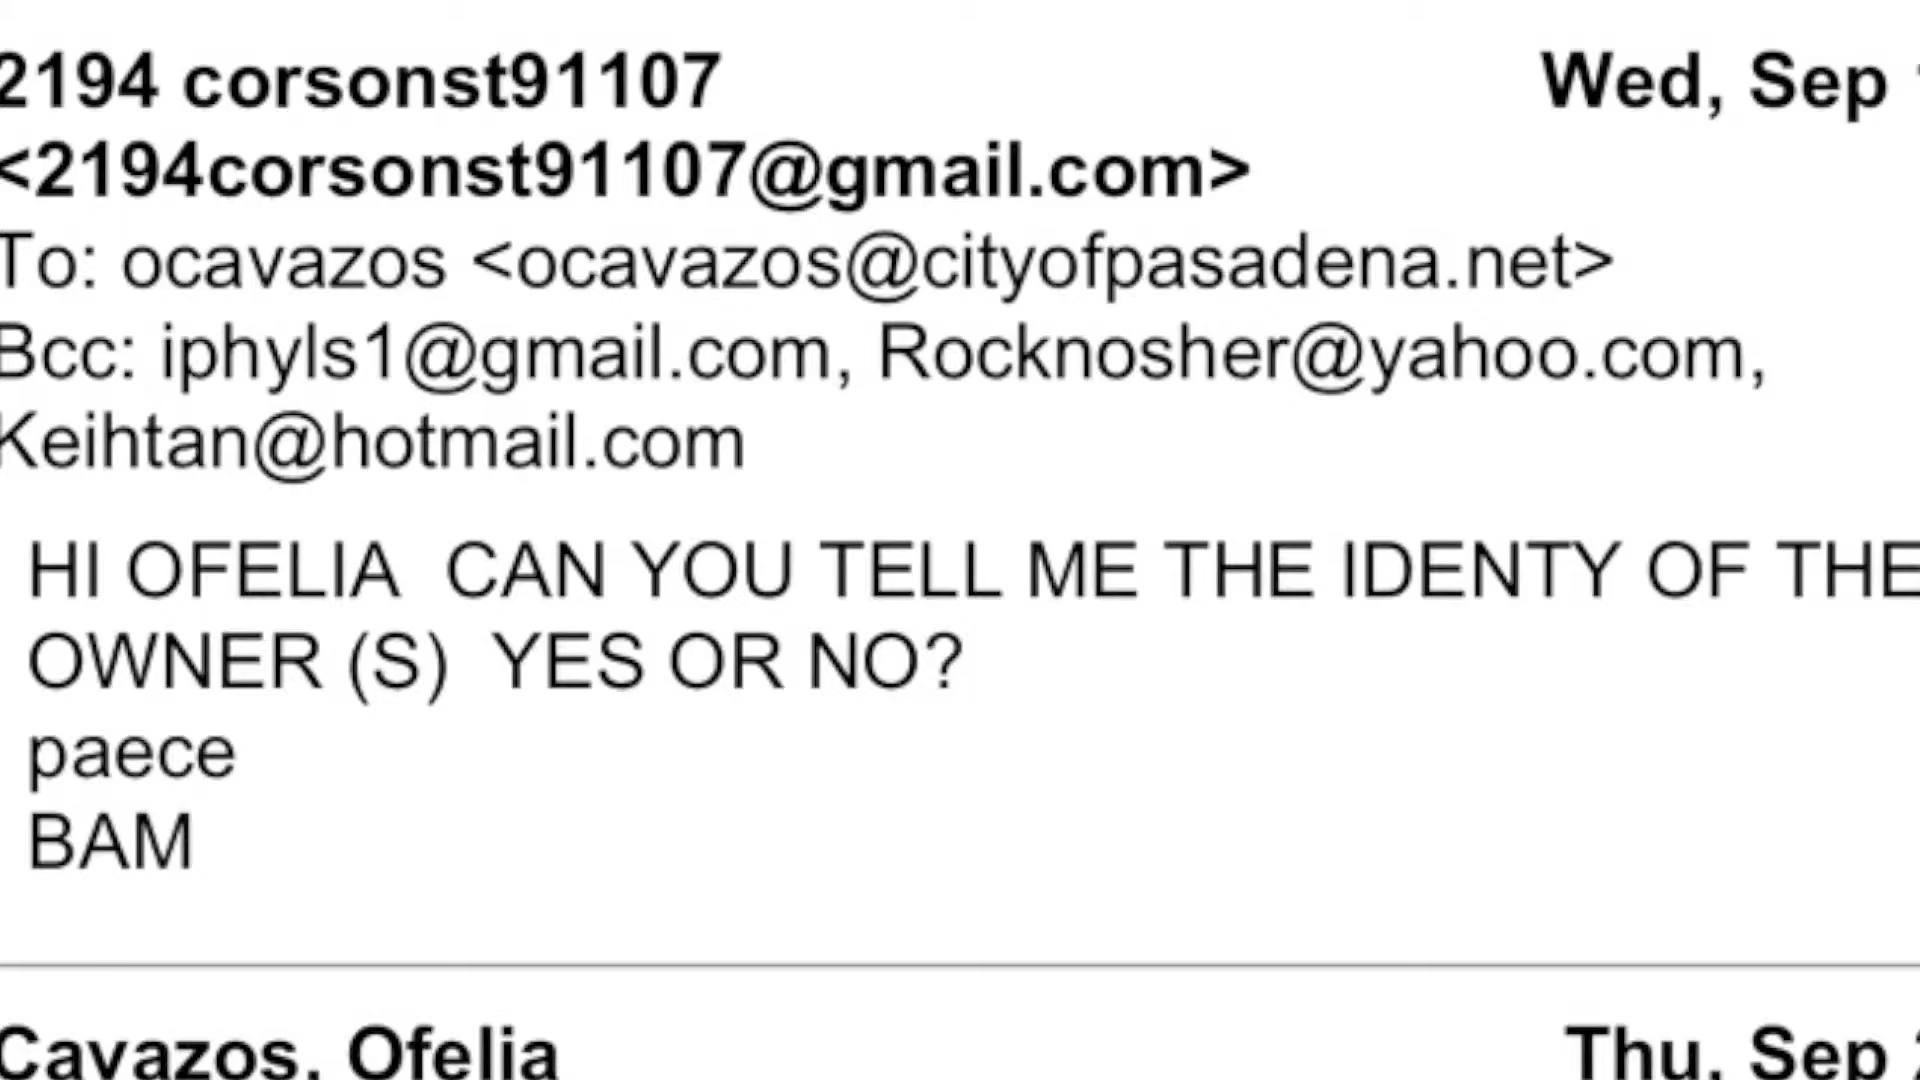 2194 corsonst91107 Wed, Sep
<2194corsonst91107@gmail.com>
To: ocavazos <ocavazos@cityofpasadena.net>
Bcc: iphyls1@gmail.com, Rocknosher@yahoo.com,
Keihtan@hotmail.com
HI OFELIA  CAN YOU TELL ME THE IDENTY OF THE
OWNER (S)  YES OR NO?
paece
BAM
Cavazos, Ofelia Thu, Sep